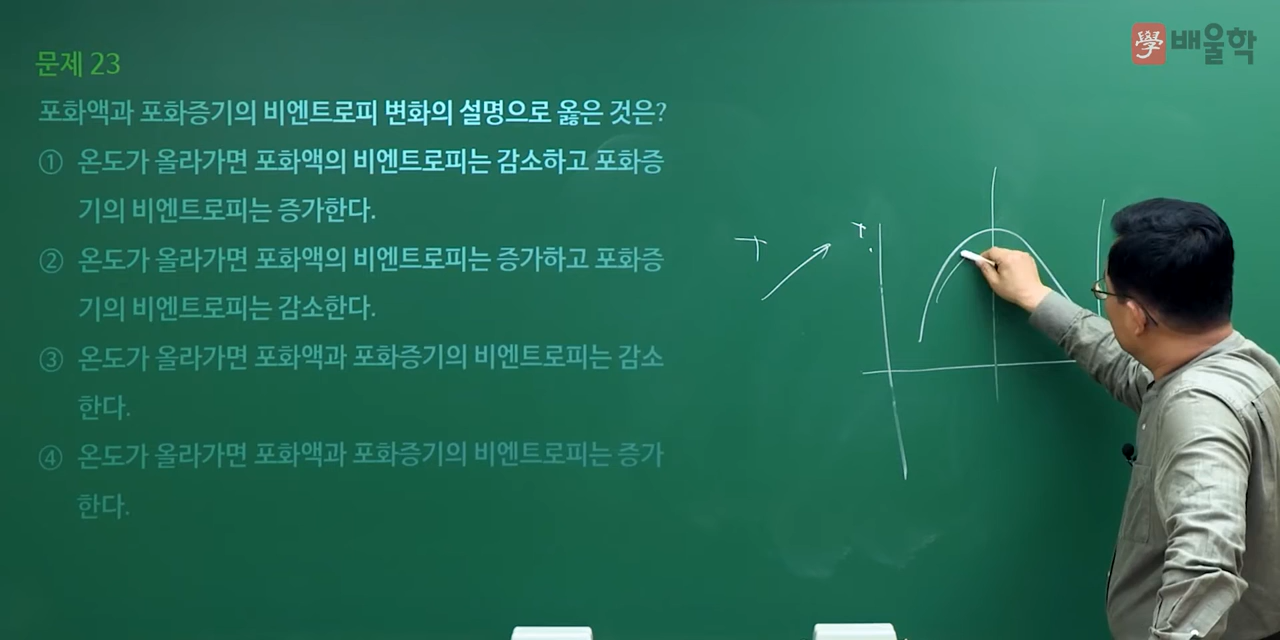 學 배울학
문제 23
포화액과 포화증기의 비엔트로피 변화의 설명으로 옳은 것은?
① 온도가 올라가면 포화액의 비엔트로피는 감소하고 포화증
기의 비엔트로피는 증가한다.
② 온도가 올라가면 포화액의 비엔트로피는 증가하고 포화증
기의 비엔트로피는 감소한다.
③ 온도가 올라가면 포화액과 포화증기의 비엔트로피는 감소
한다.
④ 온도가 올라가면 포화액과 포화증기의 비엔트로피는 증가
한다.
T
T